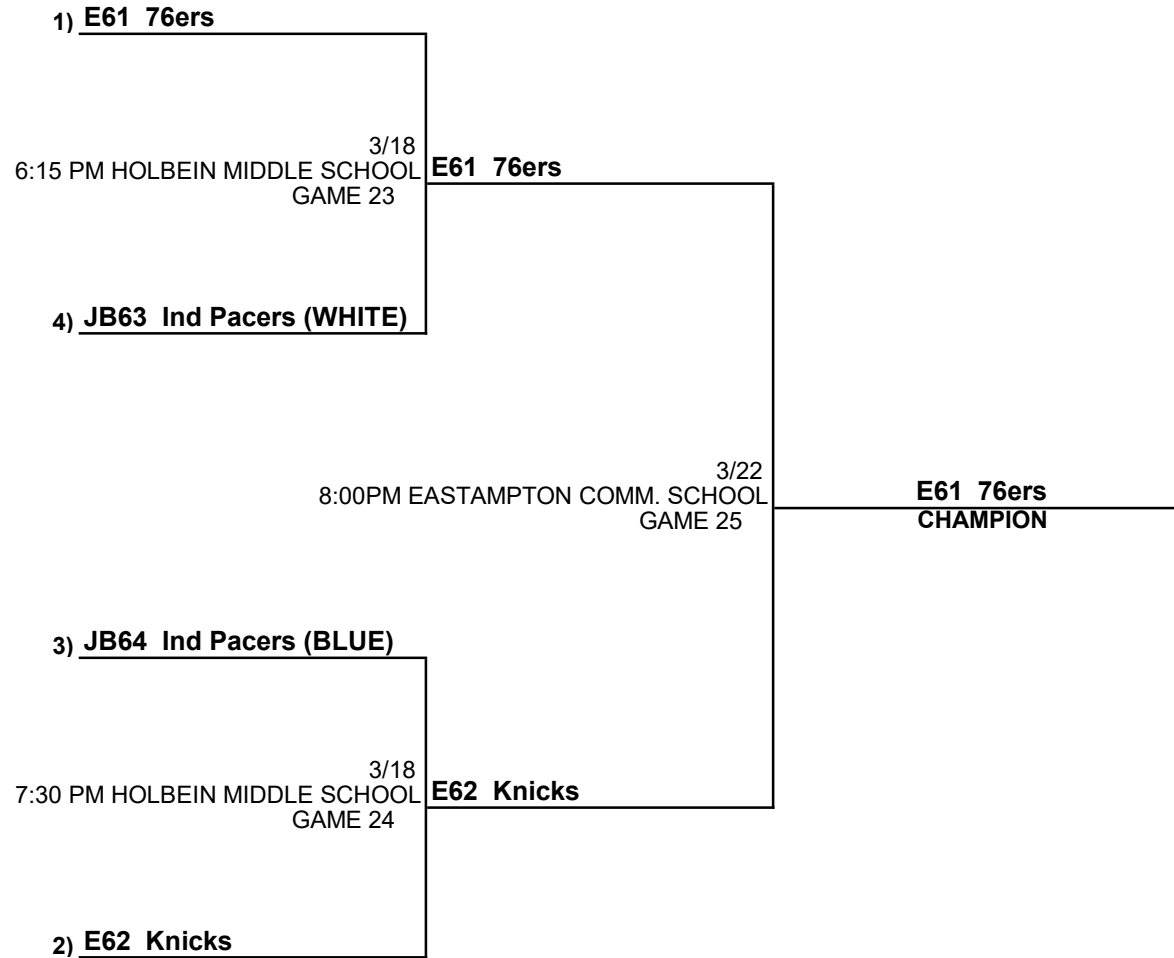 1) E61 76ers
3/18
6:15 PM HOLBEIN MIDDLE SCHOOL
GAME 23
E61 76ers
4) JB63 Ind Pacers (WHITE)
3/22
8:00PM EASTAMPTON COMM. SCHOOL
GAME 25
E61 76ers
CHAMPION
3) JB64 Ind Pacers (BLUE)
3/18
7:30 PM HOLBEIN MIDDLE SCHOOL
GAME 24
E62 Knicks
2) E62 Knicks